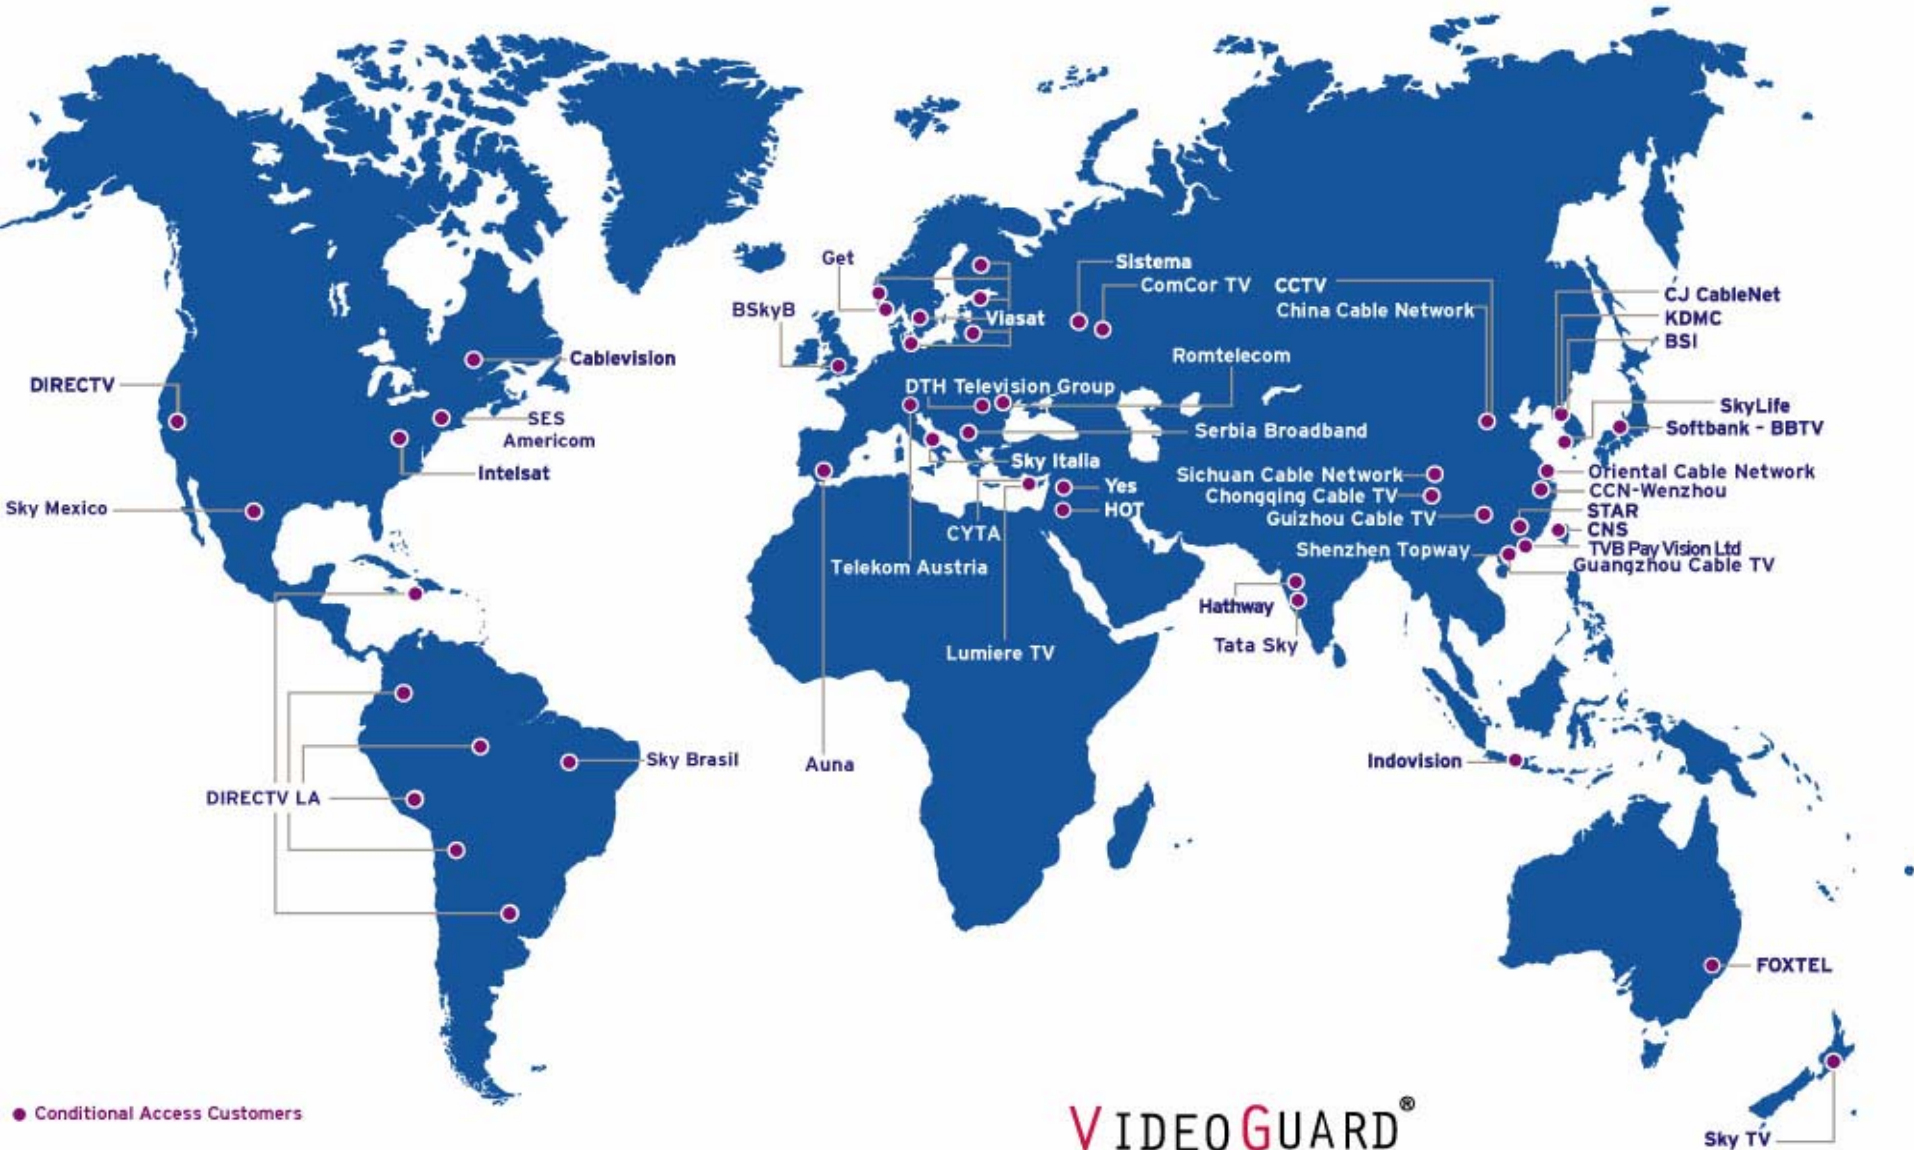 Get
Sistema
ComCor TV
CCTV
China Cable Network
CJ CableNet
KDMC
BSI
BSkyB
Viasat
Cablevision
DIRECTV
Romtelecom
DTH Television Group
SkyLife
Softbank - BBTV
SES
Americom
Serbia Broadband
Intelsat
Sky Italia
Sichuan Cable Network
Oriental Cable Network
Yes
Chongqing Cable TV
CCN-Wenzhou
Sky Mexico
HOT
Guizhou Cable TV
STAR
CNS
CYTA
Shenzhen Topway
TVB Pay Vision Ltd
Guangzhou Cable TV
Telekom Austria
Hathway
Tata Sky
Lumiere TV
Sky Brasil
Auna
Indovision
DIRECTV LA
FOXTEL
Conditional Access Customers
VIDEOGUARD®
Sky TV